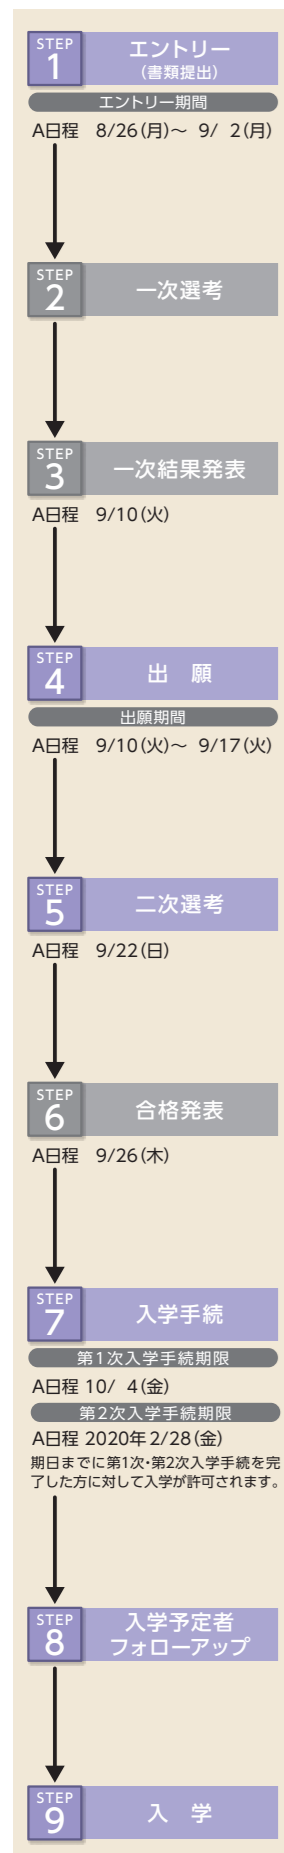 STEP
1
エントリー
(書類提出)
エントリー期間
A日程 8/26(月)～ 9/ 2(月)
STEP
2
一次選考
STEP
3
一次結果発表
A日程 9/10(火)
STEP
4
出 願
出願期間
A日程 9/10(火)～ 9/17(火)
STEP
5
二次選考
A日程 9/22(日)
STEP
6
合格発表
A日程 9/26(木)
STEP
7
入学手続
第1次入学手続期限
A日程 10/ 4(金)
第2次入学手続期限
A日程 2020年2/28(金)
期日までに第1次･第2次入学手続を完
了した方に対して入学が許可されます。
STEP
8
入学予定者
フォローアップ
STEP
9
入 学